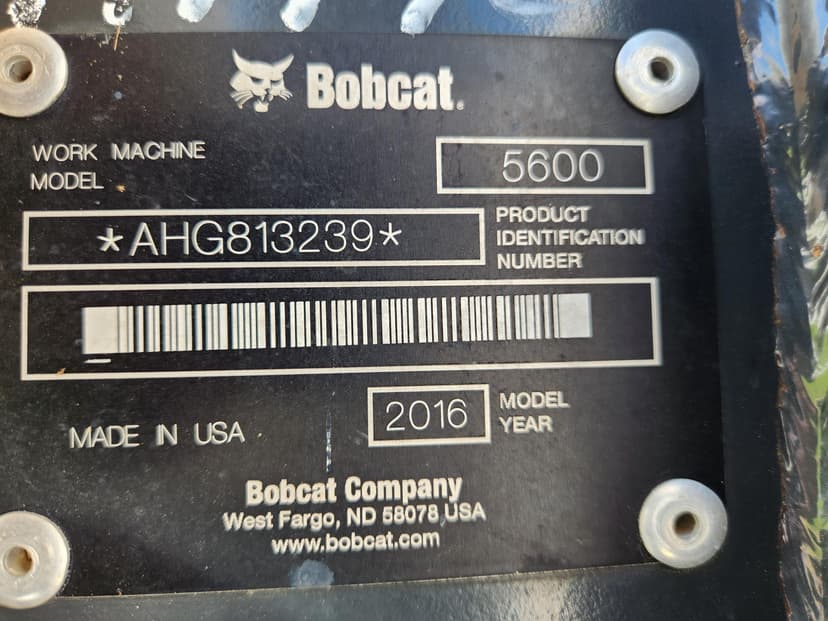 Bobcat.
WORK MACHINE
MODEL
5600
*AHG813239*
PRODUCT
IDENTIFICATION
NUMBER
MADE IN USA
2016
MODEL
YEAR
Bobcat Company
West Fargo, ND 58078 USA
www.bobcat.com